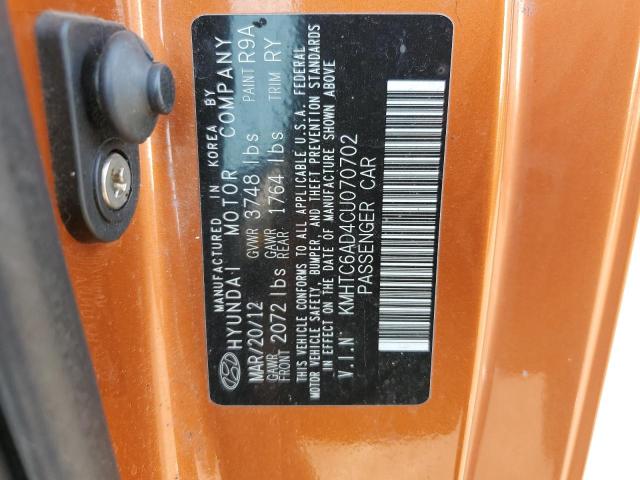 MANUFACTURED IN KOREA BY
HYUNDAI MOTOR COMPANY
MAR/20/12 GVWR 3748 lbs PAINT R9A
GAWR FRONT 2072 lbs GAWR REAR: 1764 lbs TRIM RY
THIS VEHICLE CONFORMS TO ALL APPLICABLE U.S.A. FEDERAL
MOTOR VEHICLE SAFETY, BUMPER, AND THEFT PREVENTION STANDARDS
IN EFFECT ON THE DATE OF MANUFACTURE SHOWN ABOVE
V.I.N KMHTC6AD4CU070702
PASSENGER CAR